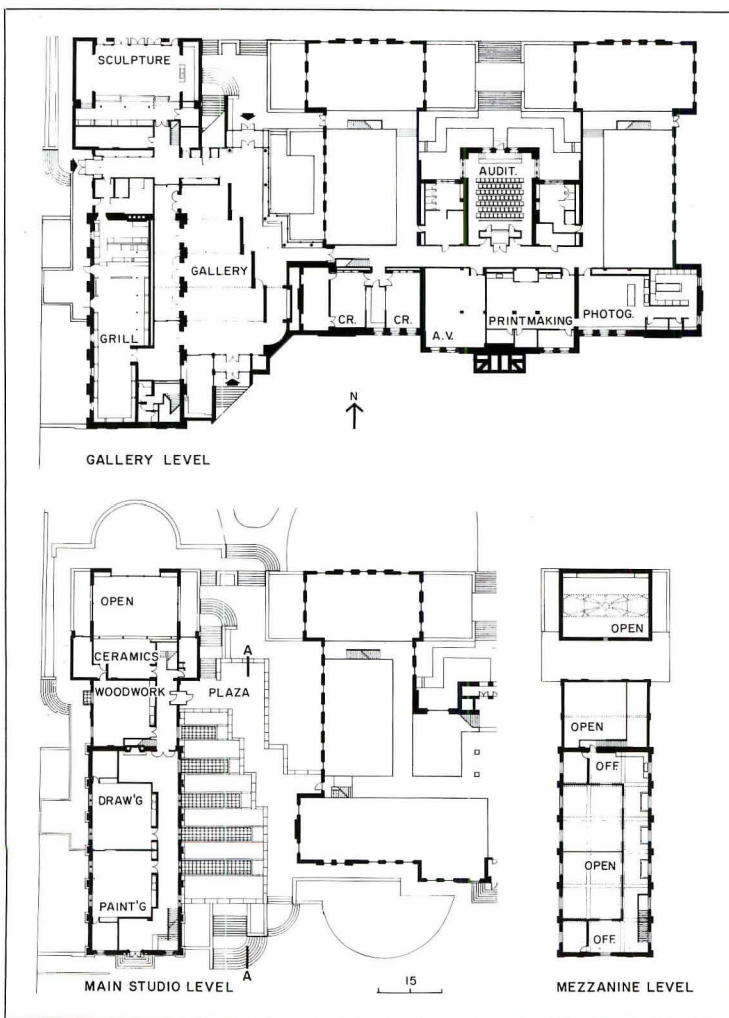 SCULPTURE
AUDIT.
GALLERY
GRILL
CR.
CR.
A.V.
PRINTMAKING
PHOTOG.
N
GALLERY LEVEL
OPEN
CERAMICS
WOODWORK
A
PLAZA
DRAW'G
PAINT'G
A
MAIN STUDIO LEVEL
15
OPEN
OPEN
OFF.
OPEN
OFF.
MEZZANINE LEVEL